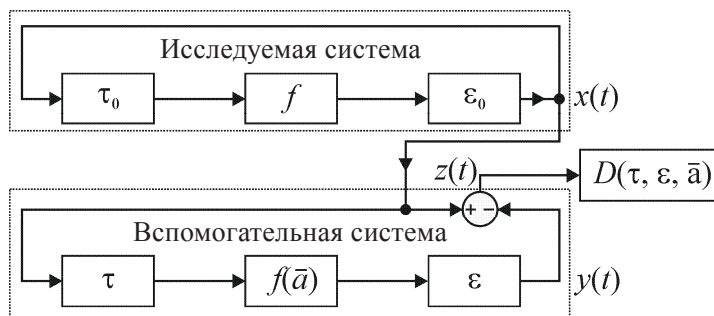 Исследуемая система
τ₀ f ε₀ x(t)
z(t) + − D(τ, ε, ā)
Вспомогательная система
τ f(ā) ε y(t)